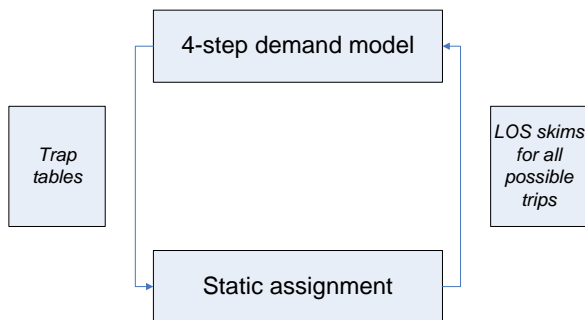 4-step demand model
Trap
tables
LOS skims
for all
possible
trips
Static assignment